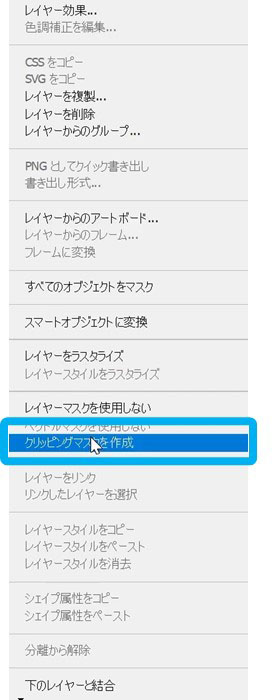 レイヤー効果...
色調補正を編集...
CSS をコピー
SVG をコピー
レイヤーを複製...
レイヤーを削除
レイヤーからのグループ...
PNG としてクイック書き出し
書き出し形式...
レイヤーからのアートボード...
レイヤーからのフレーム...
フレームに変換
すべてのオブジェクトをマスク
スマートオブジェクトに変換
レイヤーをラスタライズ
レイヤースタイルをラスタライズ
レイヤーマスクを使用しない
ベクトルマスクを使用しない
クリッピングマスクを作成
レイヤーをリンク
リンクしたレイヤーを選択
レイヤースタイルをコピー
レイヤースタイルをペースト
レイヤースタイルを消去
シェイプ属性をコピー
シェイプ属性をペースト
分離から解除
下のレイヤーと結合